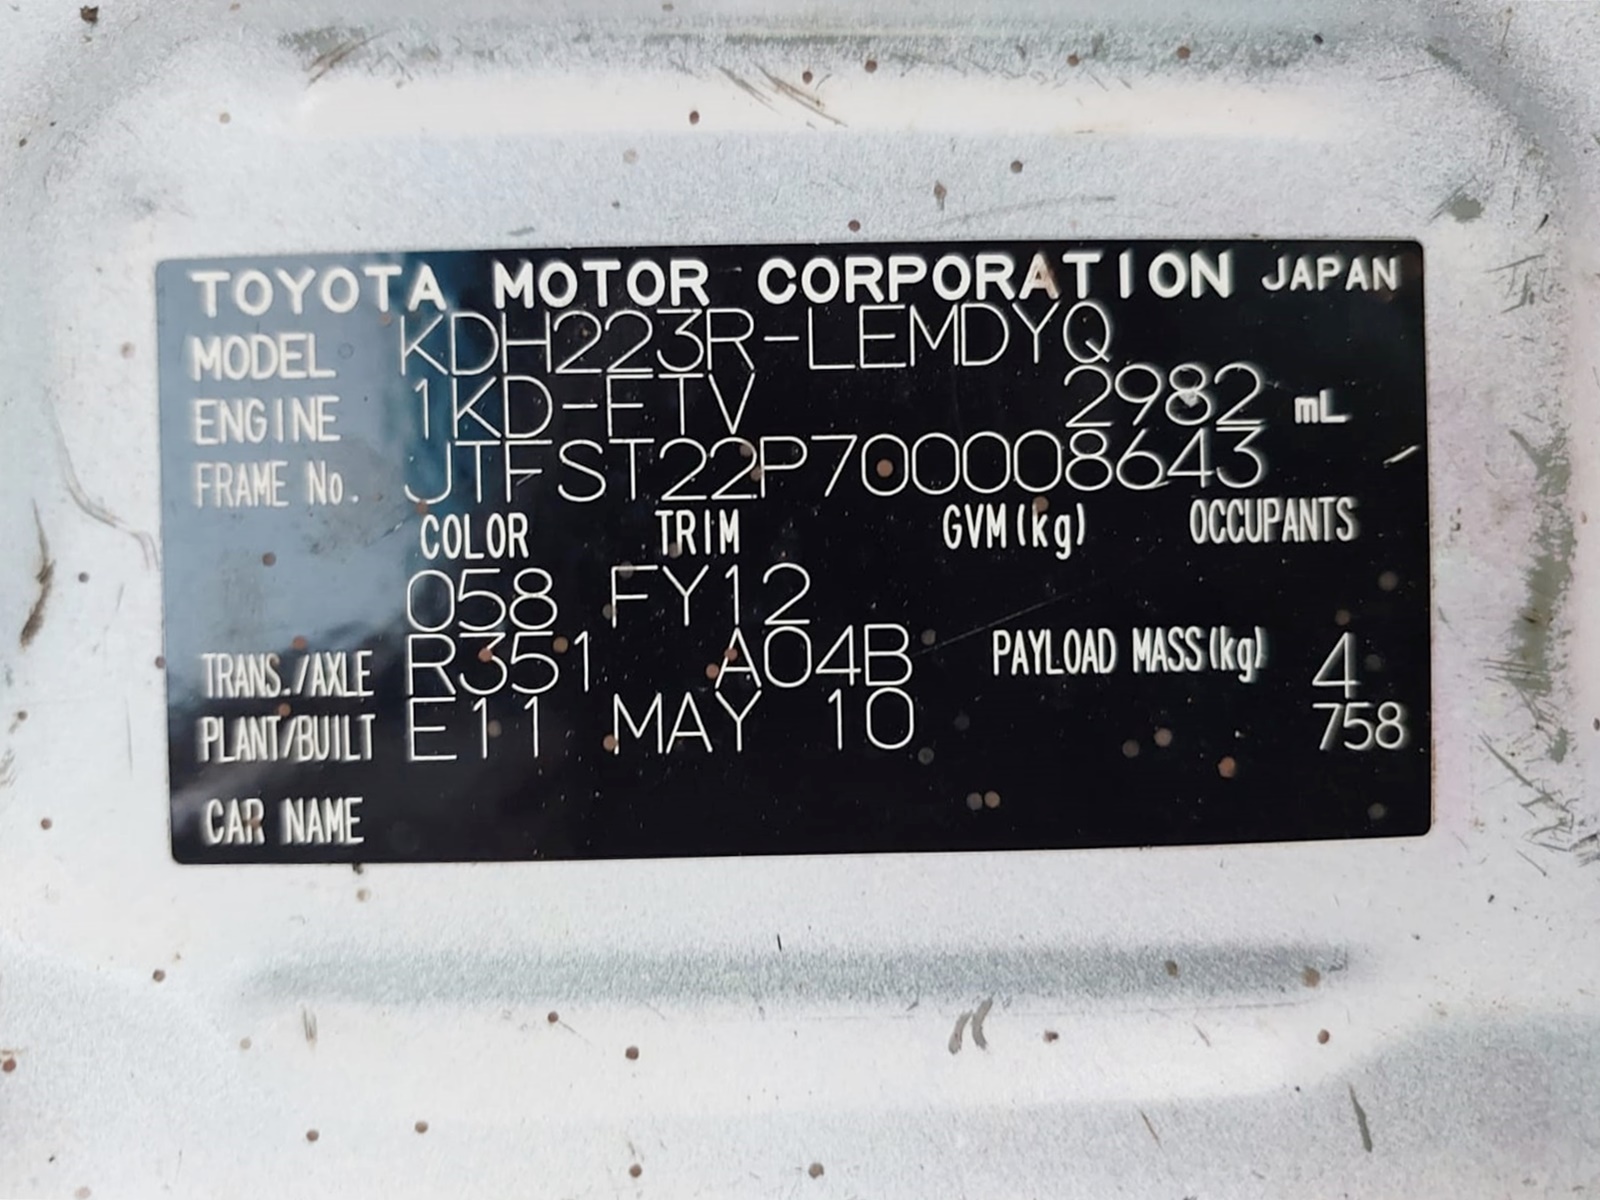 TOYOTA MOTOR CORPORATION JAPAN
MODEL KDH223R-LEMDYQ
ENGINE 1KD-FTV 2982 mL
FRAME No. JTFST22P700008643
COLOR TRIM GVM(kg) OCCUPANTS
058 FY12
TRANS./AXLE R351 A04B PAYLOAD MASS(kg) 4
PLANT/BUILT E11 MAY 10 758
CAR NAME